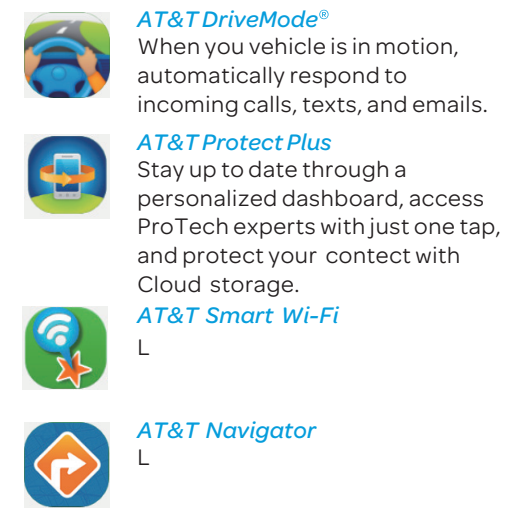 AT&T DriveMode®
When you vehicle is in motion,
automatically respond to
incoming calls, texts, and emails.
AT&T Protect Plus
Stay up to date through a
personalized dashboard, access
ProTech experts with just one tap,
and protect your contect with
Cloud storage.
AT&T Smart Wi-Fi
L
AT&T Navigator
L